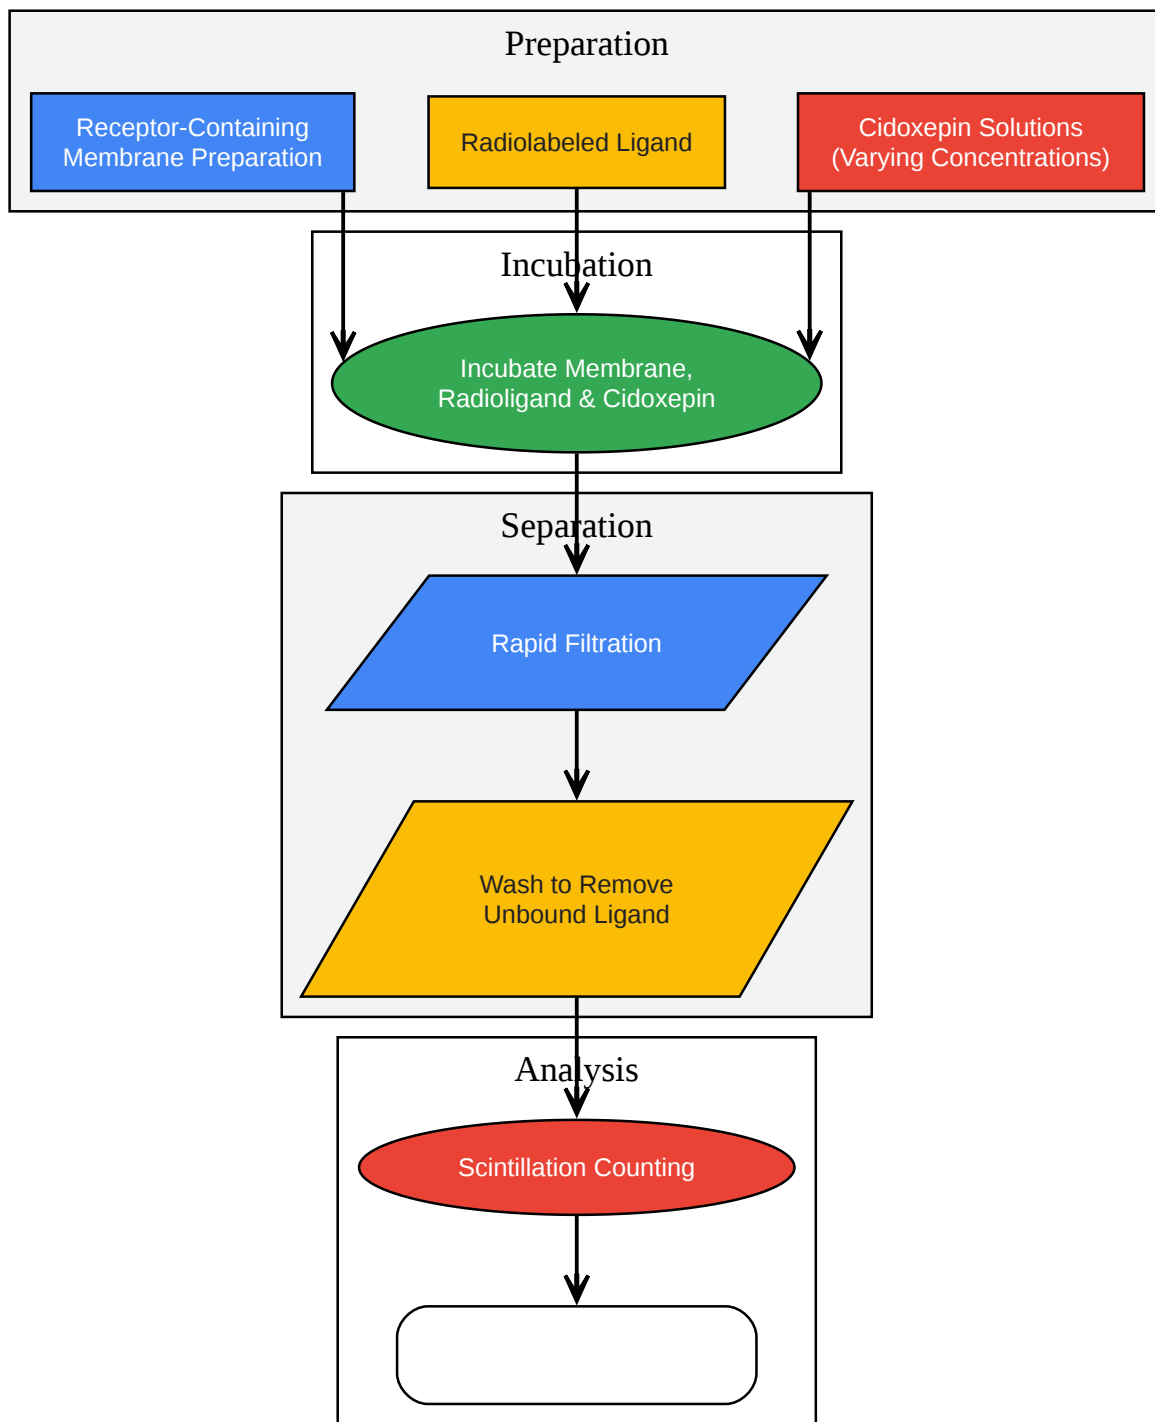 Preparation
Receptor-Containing
Membrane Preparation
Radiolabeled Ligand
Cidoxepin Solutions
(Varying Concentrations)
Incubation
Incubate Membrane,
Radioligand & Cidoxepin
Separation
Rapid Filtration
Wash to Remove
Unbound Ligand
Analysis
Scintillation Counting